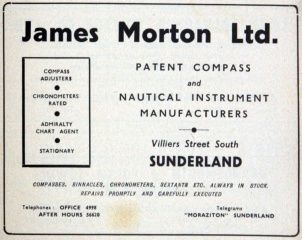 James Morton Ltd.
COMPASS
ADJUSTERS
CHRONOMETERS
RATED
ADMIRALTY
CHART AGENT
STATIONARY
PATENT COMPASS
and
NAUTICAL INSTRUMENT
MANUFACTURERS
Villiers Street South
SUNDERLAND
COMPASSES, BINNACLES, CHRONOMETERS, SEXTANTS ETC. ALWAYS IN STOCK.
REPAIRS PROMPTLY AND CAREFULLY EXECUTED
Telephones: OFFICE 4998
AFTER HOURS 56628
Telegrams
"MORAZITON" SUNDERLAND